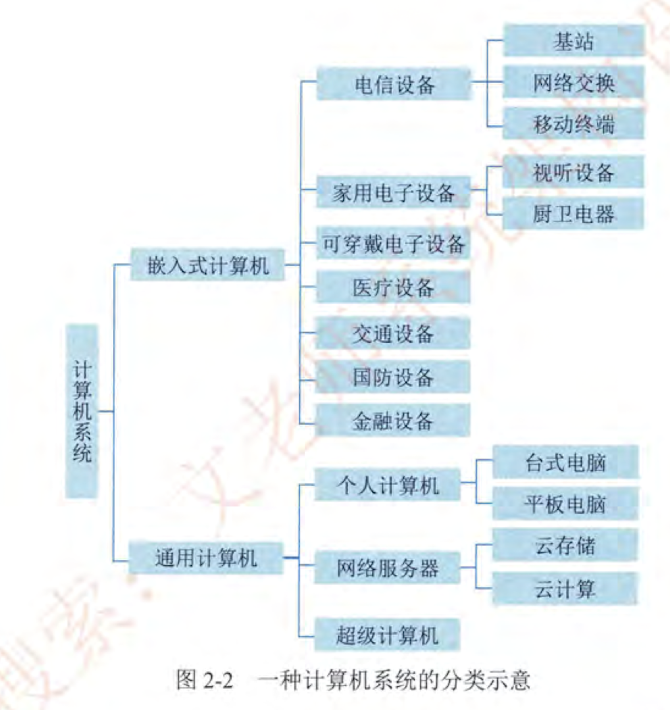 基站
电信设备
网络交换
移动终端
视听设备
家用电子设备
厨卫电器
可穿戴电子设备
嵌入式计算机
医疗设备
交通设备
计算机系统
国防设备
金融设备
台式电脑
个人计算机
平板电脑
云存储
通用计算机
网络服务器
云计算
超级计算机
图 2-2 一种计算机系统的分类示意